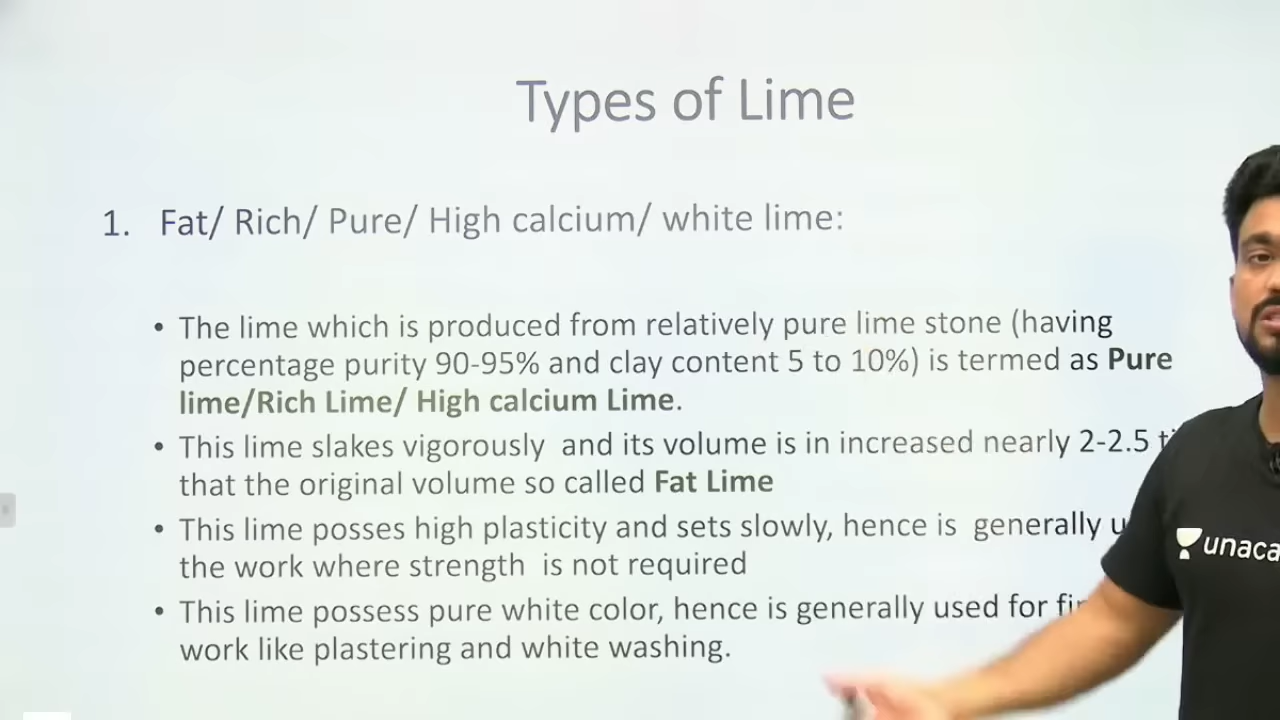 Types of Lime
1. Fat/ Rich/ Pure/ High calcium/ white lime:
• The lime which is produced from relatively pure lime stone (having
percentage purity 90-95% and clay content 5 to 10%) is termed as Pure
lime/Rich Lime/ High calcium Lime.
• This lime slakes vigorously and its volume is in increased nearly 2-2.5
that the original volume so called Fat Lime
• This lime posses high plasticity and sets slowly, hence is generally
the work where strength is not required
• This lime possess pure white color, hence is generally used for
work like plastering and white washing.
unaca